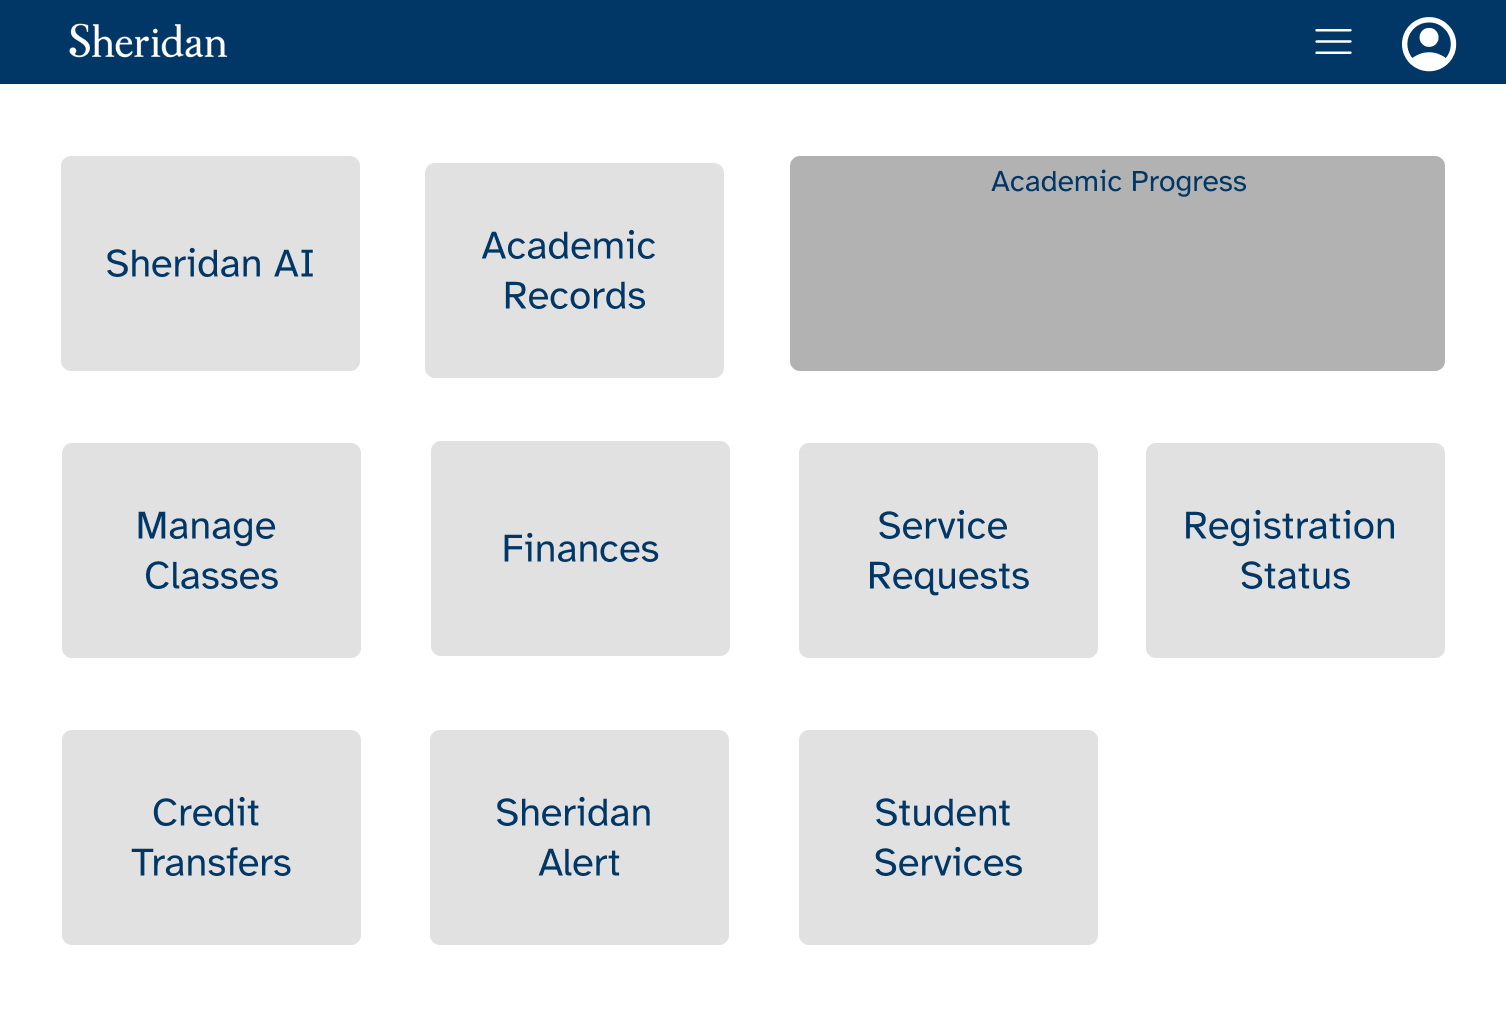 Sheridan
Sheridan AI
Academic
Records
Academic Progress
Manage
Classes
Finances
Service
Requests
Registration
Status
Credit
Transfers
Sheridan
Alert
Student
Services